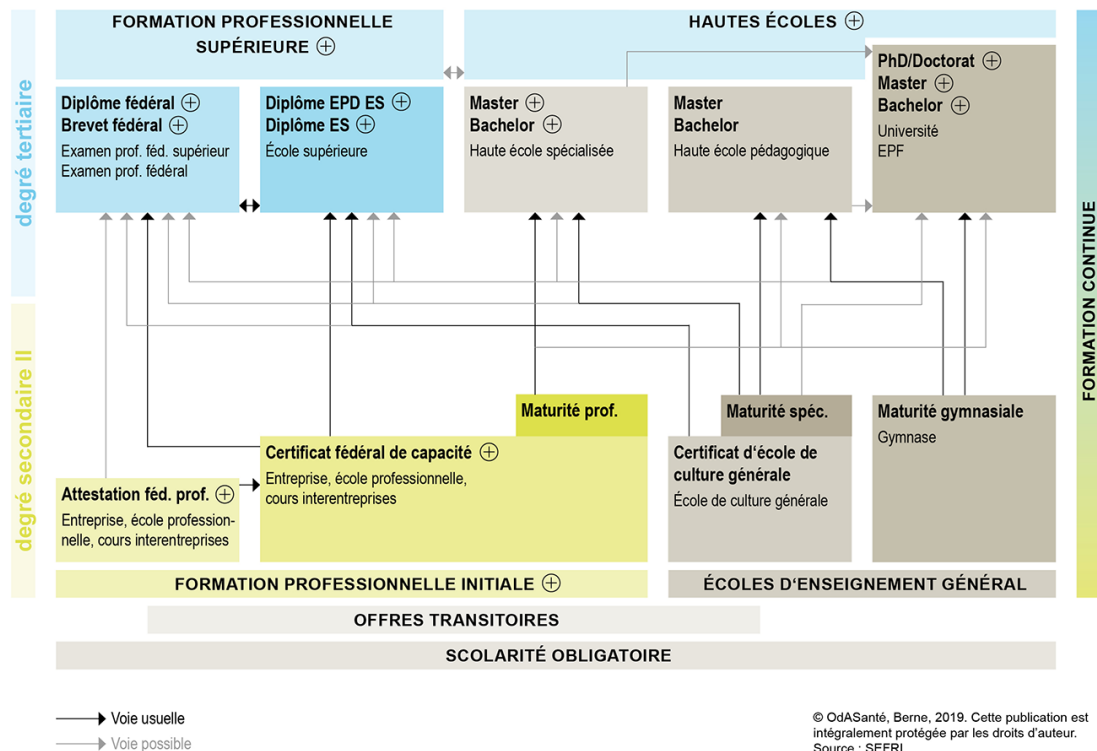 FORMATION PROFESSIONNELLE
SUPÉRIEURE
HAUTES ÉCOLES
degré tertiaire
Diplôme fédéral
Brevet fédéral
Examen prof. féd. supérieur
Examen prof. fédéral
Diplôme EPD ES
Diplôme ES
École supérieure
Master
Bachelor
Haute école spécialisée
Master
Bachelor
Haute école pédagogique
PhD/Doctorat
Master
Bachelor
Université
EPF
FORMATION CONTINUE
degré secondaire II
Attestation féd. prof.
Entreprise, école profession-
nelle, cours interentreprises
Maturité prof.
Certificat fédéral de capacité
Entreprise, école professionnelle,
cours interentreprises
Maturité spéc.
Certificat d‘école de
culture générale
École de culture générale
Maturité gymnasiale
Gymnase
FORMATION PROFESSIONNELLE INITIALE
ÉCOLES D‘ENSEIGNEMENT GÉNÉRAL
OFFRES TRANSITOIRES
SCOLARITÉ OBLIGATOIRE
Voie usuelle
Voie possible
© OdASanté, Berne, 2019. Cette publication est
intégralement protégée par les droits d’auteur.
Source : SEFRI